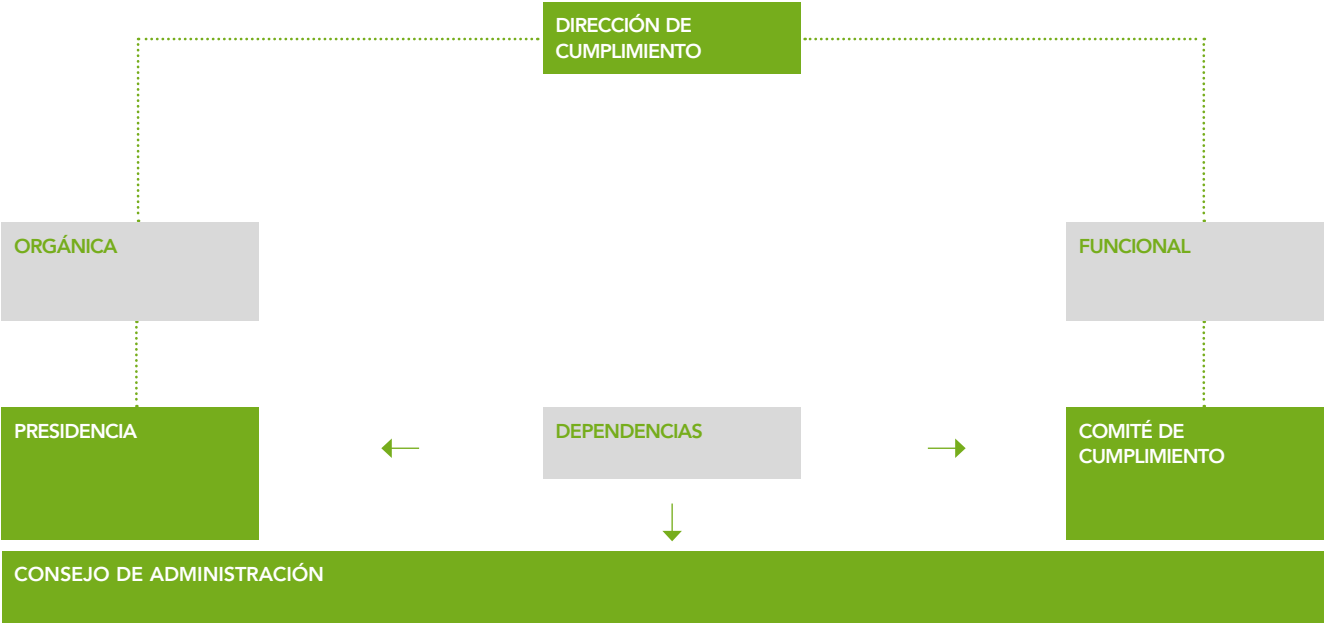 DIRECCIÓN DE
CUMPLIMIENTO
ORGÁNICA
FUNCIONAL
PRESIDENCIA
DEPENDENCIAS
COMITÉ DE
CUMPLIMIENTO
CONSEJO DE ADMINISTRACIÓN